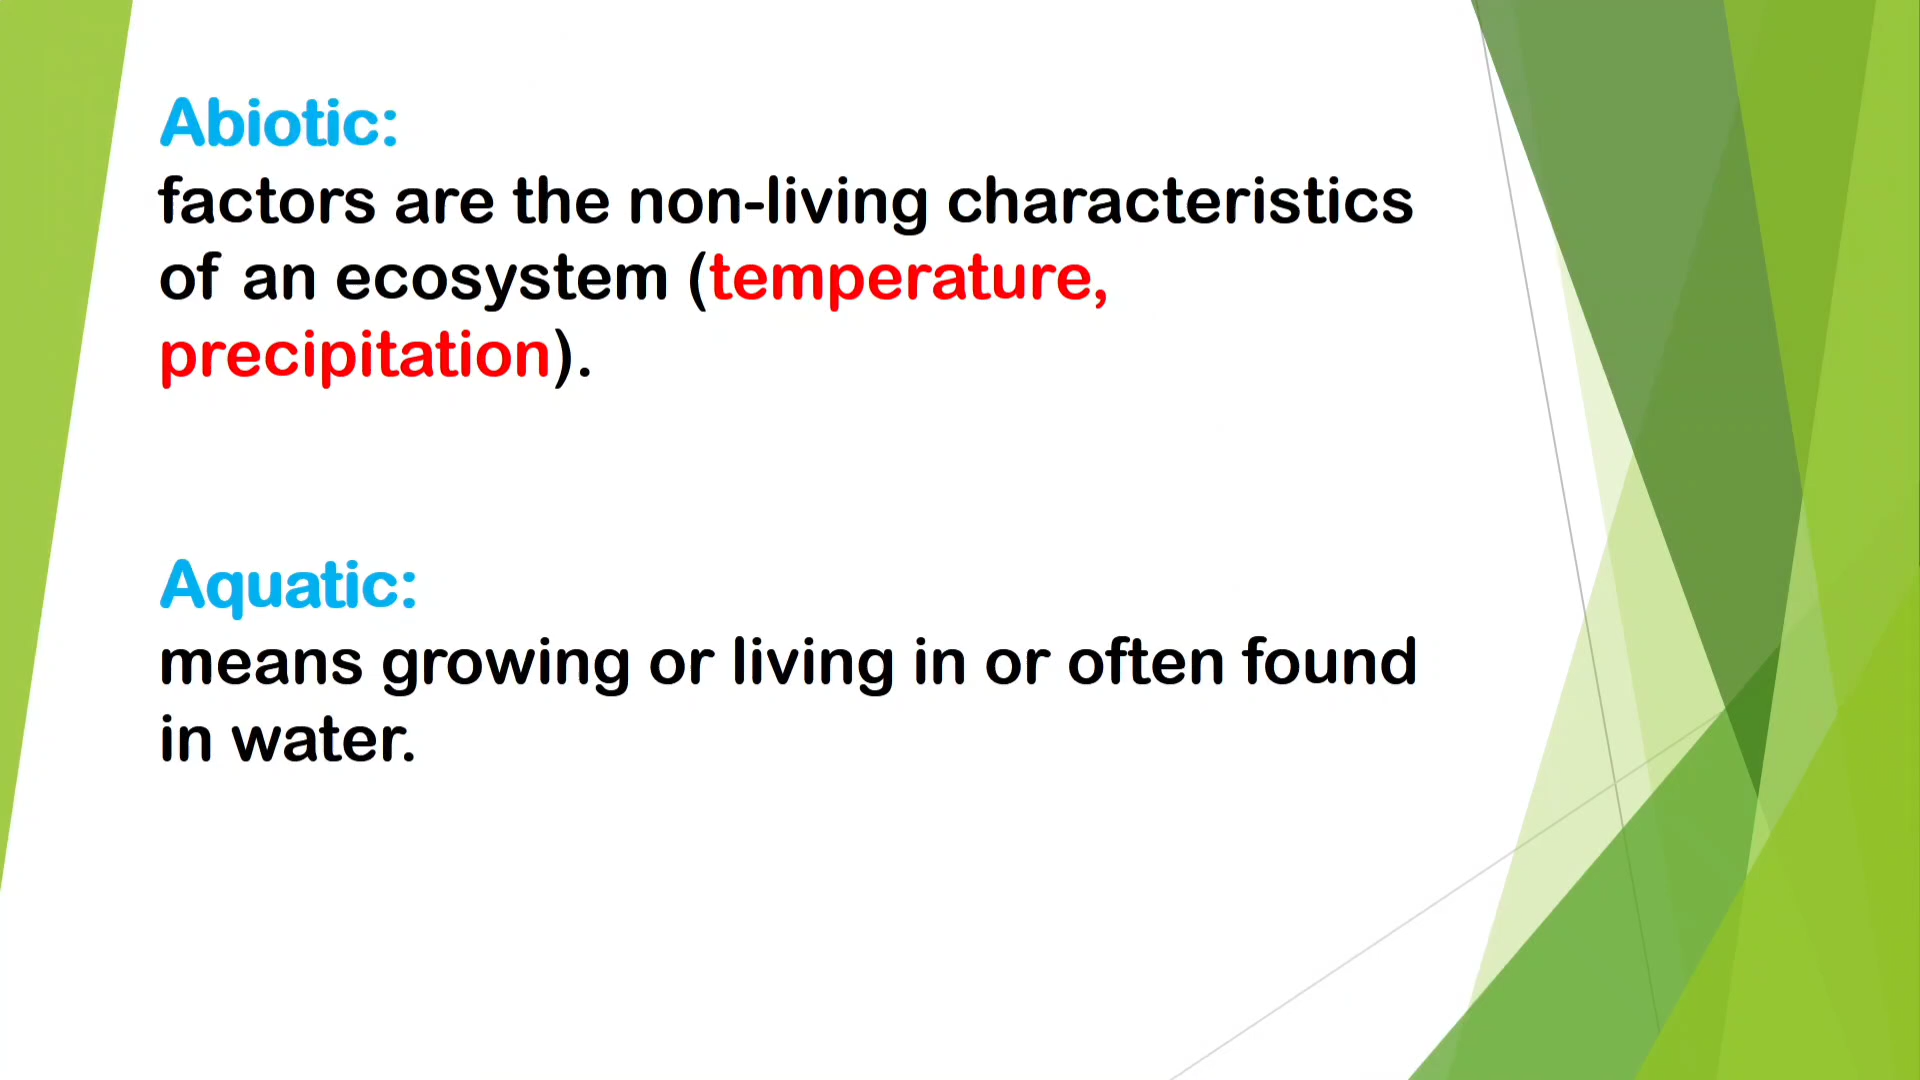 Abiotic:
factors are the non-living characteristics
of an ecosystem (temperature,
precipitation).
Aquatic:
means growing or living in or often found
in water.